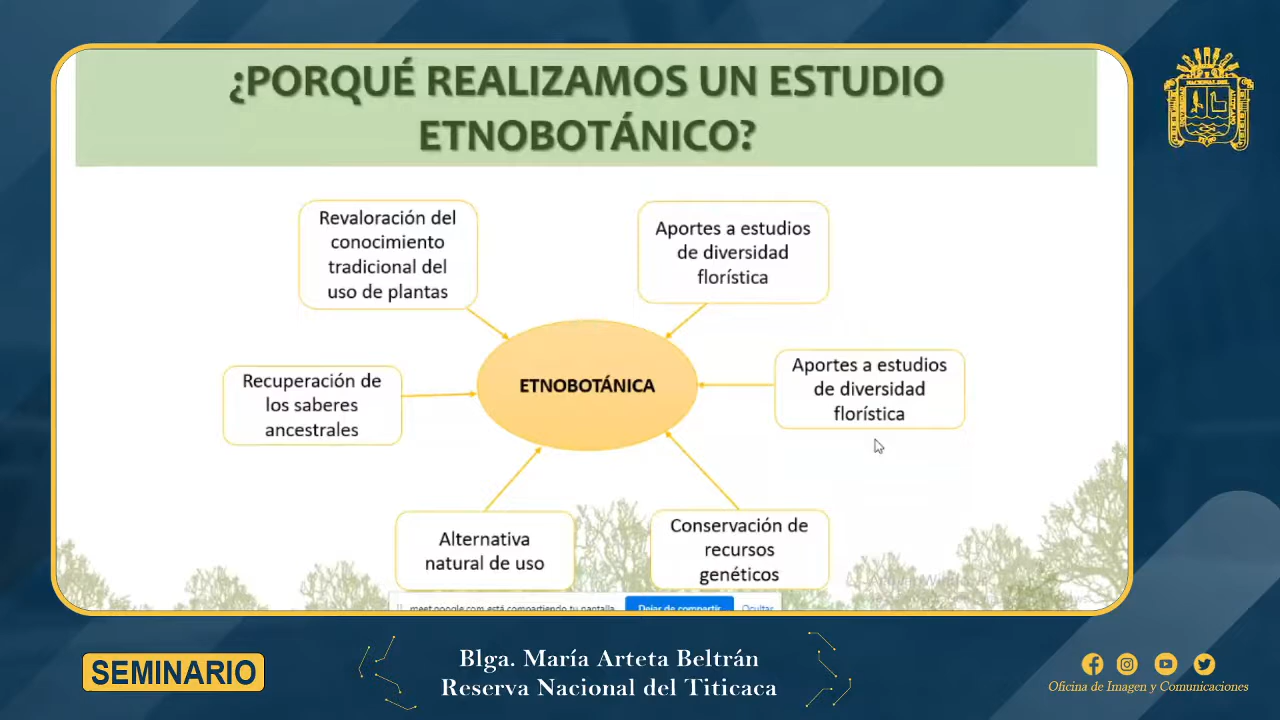 ¿PORQUÉ REALIZAMOS UN ESTUDIO
ETNOBOTÁNICO?
Revaloración del
conocimiento
tradicional del
uso de plantas
Aportes a estudios
de diversidad
florística
Recuperación de
los saberes
ancestrales
ETNOBOTÁNICA
Aportes a estudios
de diversidad
florística
Alternativa
natural de uso
Conservación de
recursos
genéticos
meet.google.com está compartiendo tu pantalla.
Dejar de compartir
Ocultar
SEMINARIO
Blga. María Arteta Beltrán
Reserva Nacional del Titicaca
Oficina de Imagen y Comunicaciones